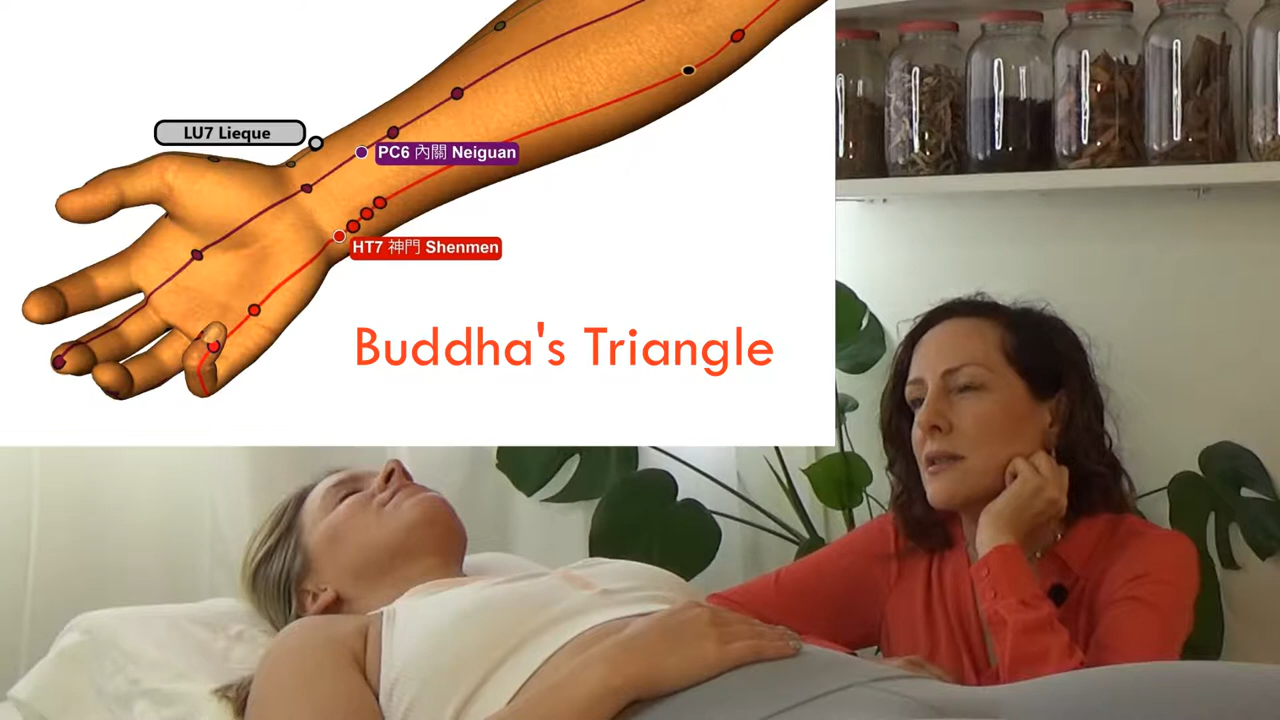 LU7 Lieque
PC6 內關 Neiguan
HT7 神門 Shenmen
Buddha's Triangle